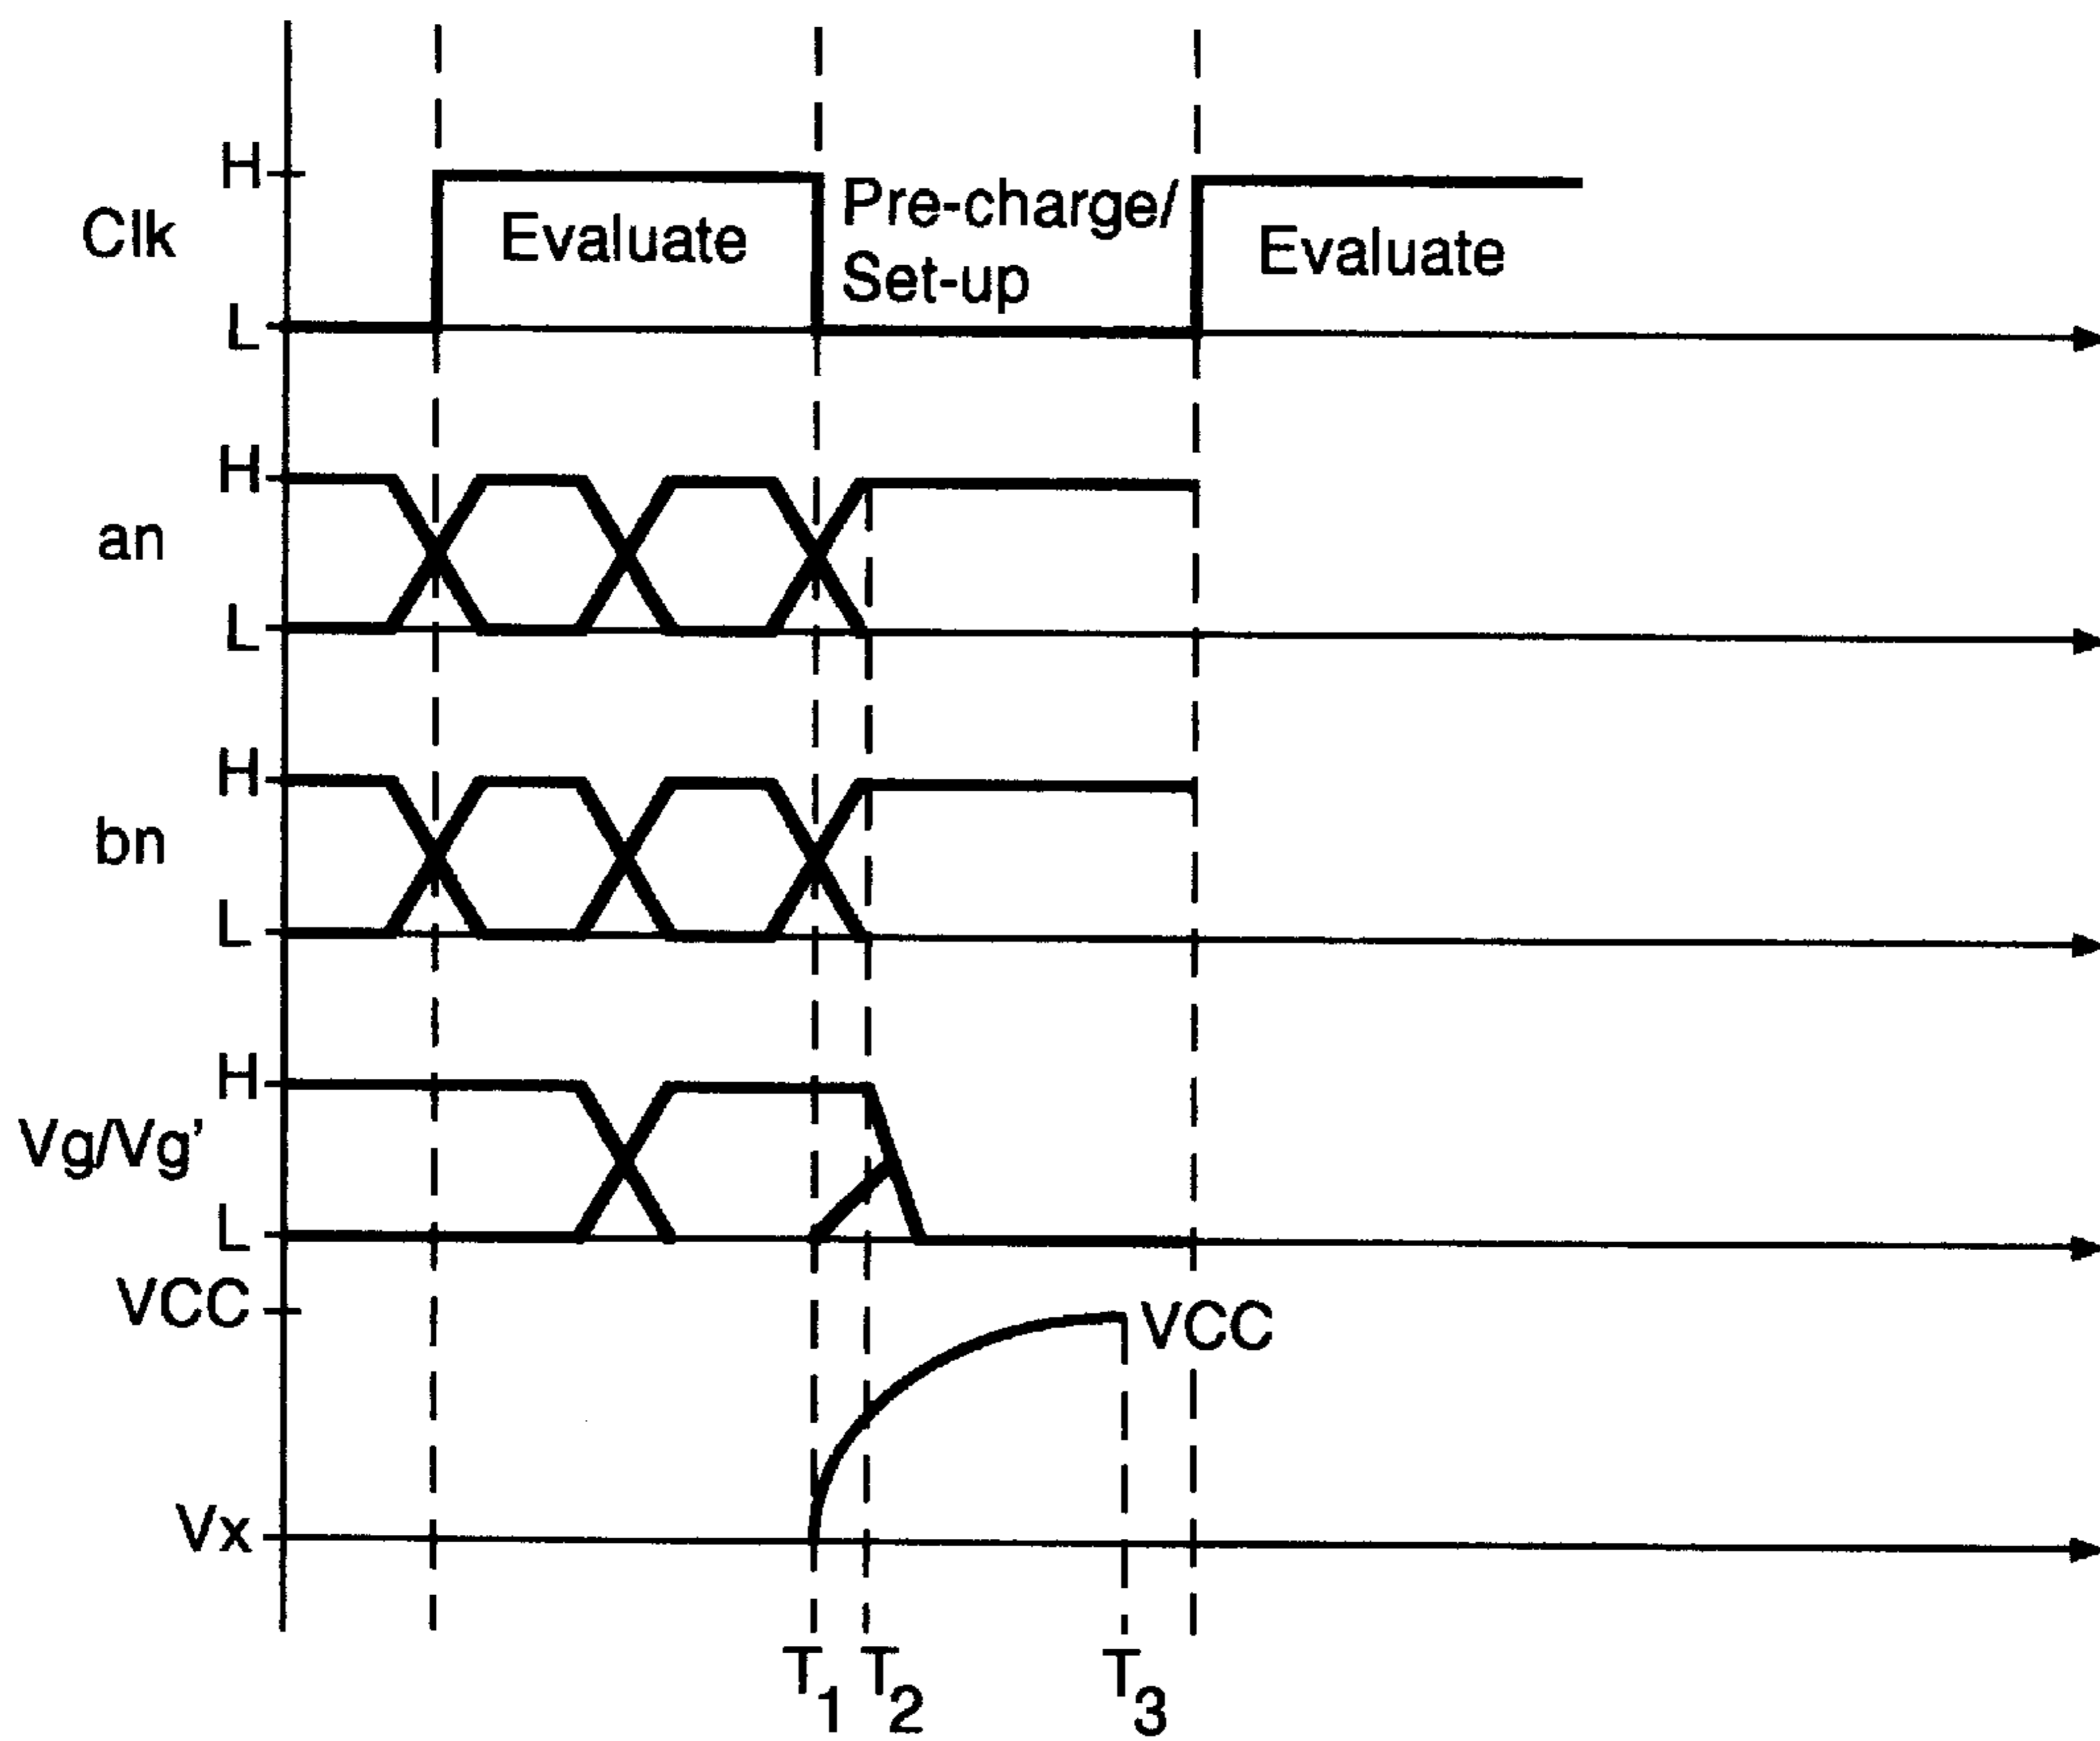 H
Clk
L
Evaluate
Pre-charge/
Set-up
Evaluate
H
an
L
H
bn
L
H
Vg/Vg'
L
VCC
VCC
Vx
T1 T2 T3